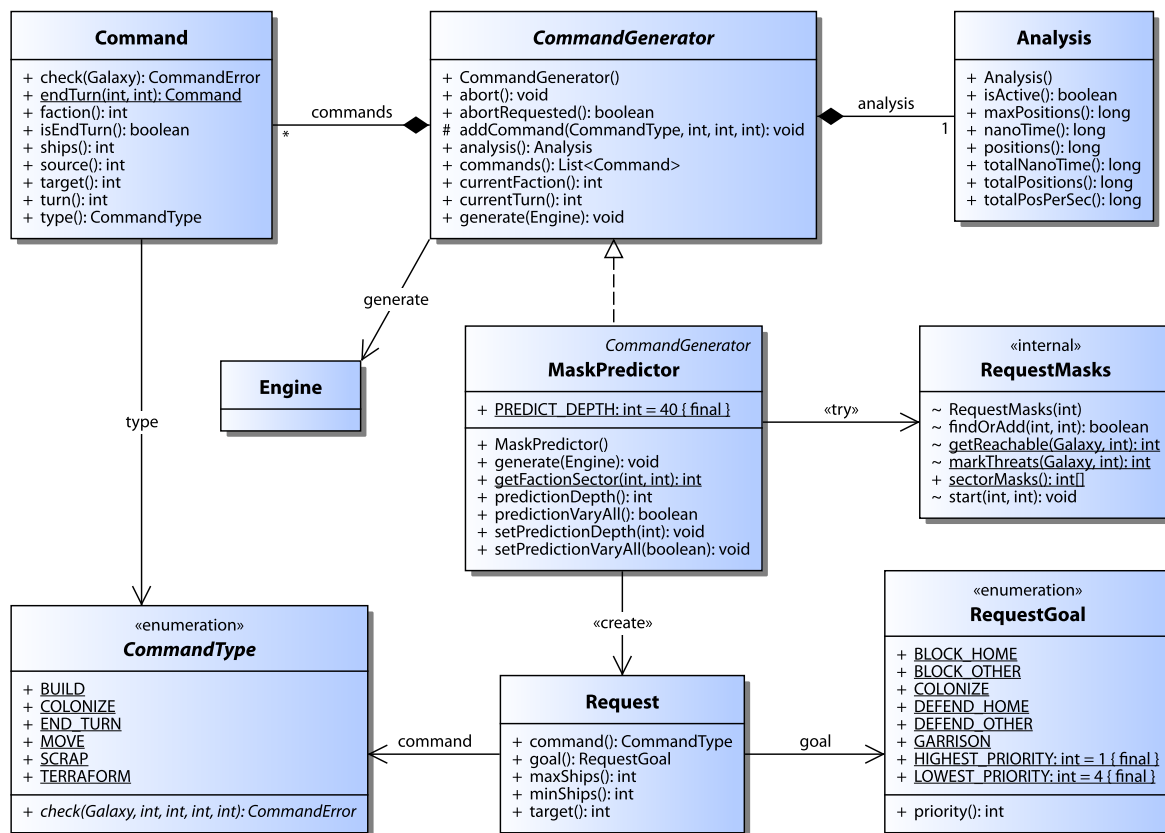 Command
+ check(Galaxy): CommandError
+ endTurn(int, int): Command
+ faction(): int
+ isEndTurn(): boolean
+ ships(): int
+ source(): int
+ target(): int
+ turn(): int
+ type(): CommandType
commands
*
CommandGenerator
+ CommandGenerator()
+ abort(): void
+ abortRequested(): boolean
# addCommand(CommandType, int, int, int): void
+ analysis(): Analysis
+ commands(): List<Command>
+ currentFaction(): int
+ currentTurn(): int
+ generate(Engine): void
analysis
1
Analysis
+ Analysis()
+ isActive(): boolean
+ maxPositions(): long
+ nanoTime(): long
+ positions(): long
+ totalNanoTime(): long
+ totalPositions(): long
+ totalPosPerSec(): long
generate
Engine
type
CommandGenerator
MaskPredictor
+ PREDICT_DEPTH: int = 40 { final }
+ MaskPredictor()
+ generate(Engine): void
+ getFactionSector(int, int): int
+ predictionDepth(): int
+ predictionVaryAll(): boolean
+ setPredictionDepth(int): void
+ setPredictionVaryAll(boolean): void
«try»
«internal»
RequestMasks
~ RequestMasks(int)
~ findOrAdd(int, int): boolean
~ getReachable(Galaxy, int): int
~ markThreats(Galaxy, int): int
+ sectorMasks(): int[]
~ start(int, int): void
«create»
«enumeration»
CommandType
+ BUILD
+ COLONIZE
+ END_TURN
+ MOVE
+ SCRAP
+ TERRAFORM
+ check(Galaxy, int, int, int, int): CommandError
command
Request
+ command(): CommandType
+ goal(): RequestGoal
+ maxShips(): int
+ minShips(): int
+ target(): int
goal
«enumeration»
RequestGoal
+ BLOCK_HOME
+ BLOCK_OTHER
+ COLONIZE
+ DEFEND_HOME
+ DEFEND_OTHER
+ GARRISON
+ HIGHEST_PRIORITY: int = 1 { final }
+ LOWEST_PRIORITY: int = 4 { final }
+ priority(): int